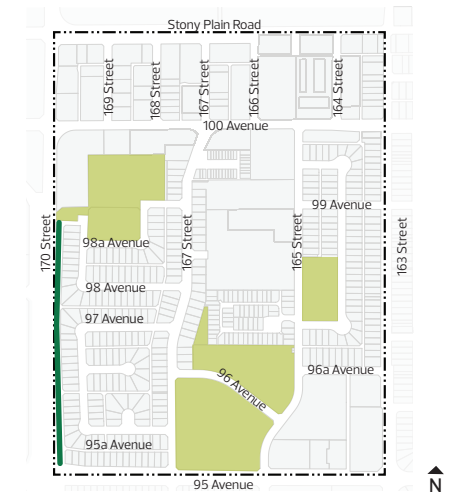 Stony Plain Road
169 Street
168 Street
167 Street
166 Street
164 Street
100 Avenue
99 Avenue
170 Street
98a Avenue
167 Street
165 Street
163 Street
98 Avenue
97 Avenue
96 Avenue
96a Avenue
95a Avenue
95 Avenue
N